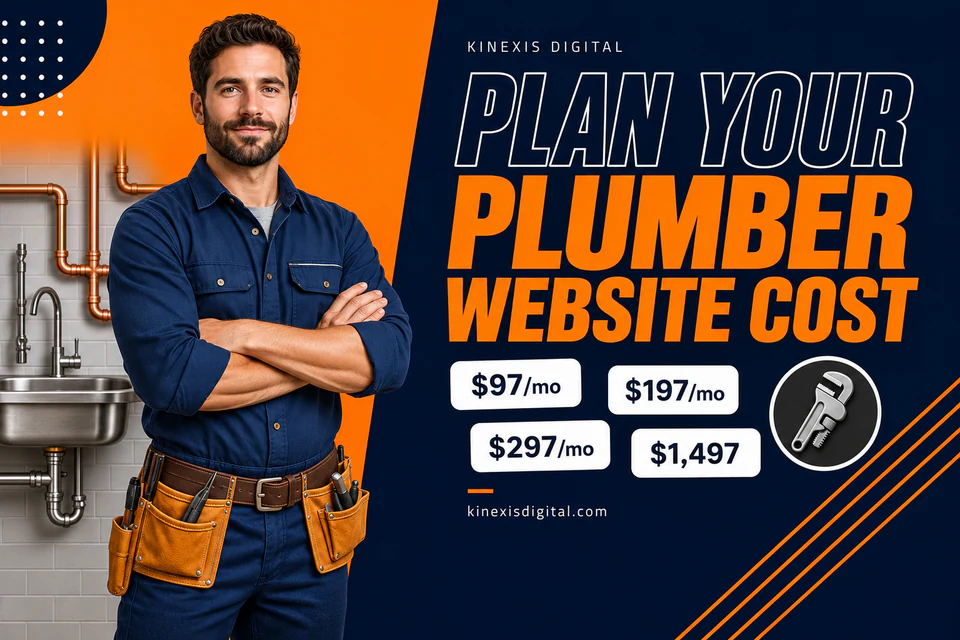 KINEXIS DIGITAL
PLAN YOUR
PLUMBER
WEBSITE COST
$97/mo
$197/mo
$297/mo
$1,497
kinexisdigital.com